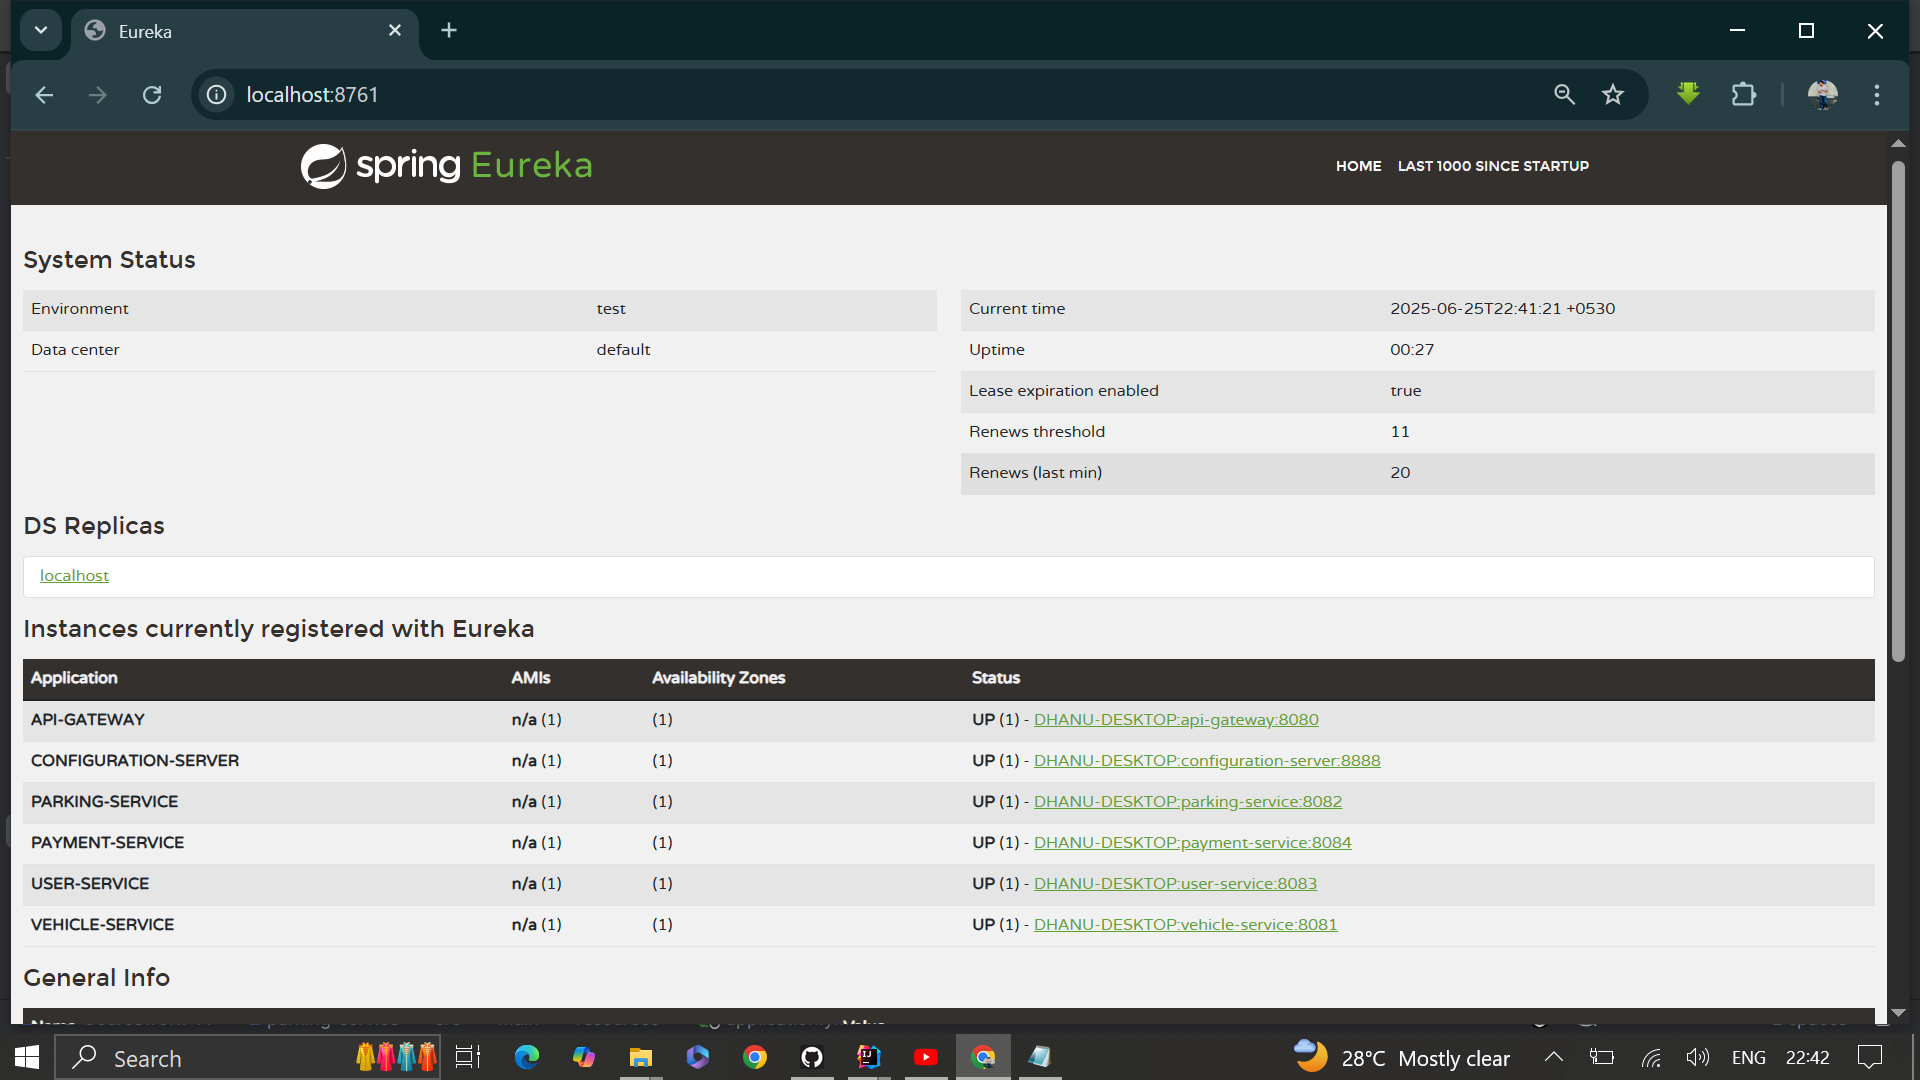 Eureka
localhost:8761
spring Eureka
HOME LAST 1000 SINCE STARTUP
System Status
Environment test
Data center default
Current time 2025-06-25T22:41:21 +0530
Uptime 00:27
Lease expiration enabled true
Renews threshold 11
Renews (last min) 20
DS Replicas
localhost
Instances currently registered with Eureka
Application AMIs Availability Zones Status
API-GATEWAY n/a (1) (1) UP (1) - DHANU-DESKTOP:api-gateway:8080
CONFIGURATION-SERVER n/a (1) (1) UP (1) - DHANU-DESKTOP:configuration-server:8888
PARKING-SERVICE n/a (1) (1) UP (1) - DHANU-DESKTOP:parking-service:8082
PAYMENT-SERVICE n/a (1) (1) UP (1) - DHANU-DESKTOP:payment-service:8084
USER-SERVICE n/a (1) (1) UP (1) - DHANU-DESKTOP:user-service:8083
VEHICLE-SERVICE n/a (1) (1) UP (1) - DHANU-DESKTOP:vehicle-service:8081
General Info
Name Value
Search
28°C Mostly clear
ENG 22:42